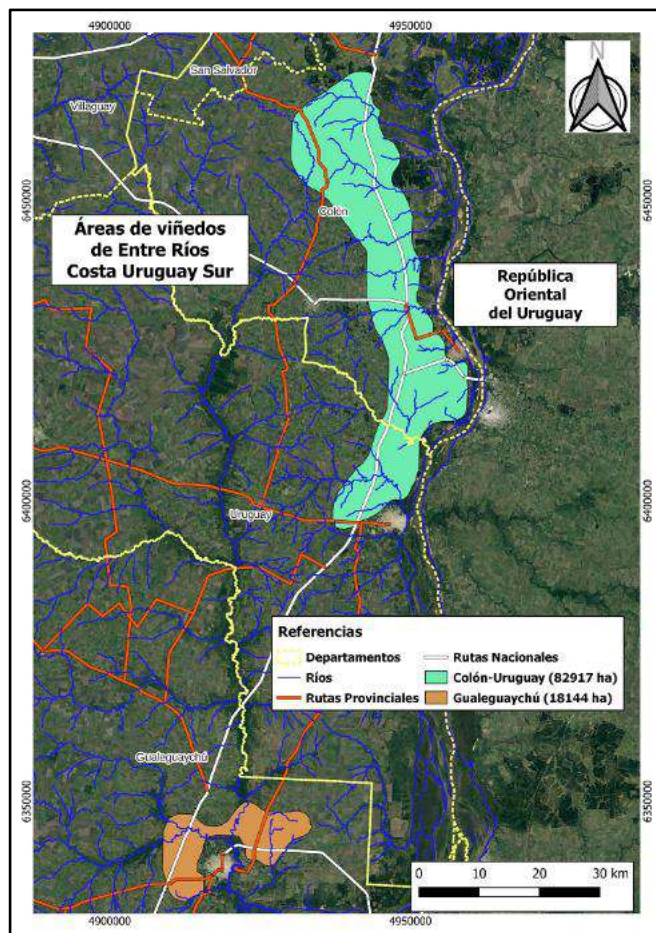 4900000
4950000
N
San Salvador
Villaguay
6450000
6450000
Colón
Áreas de viñedos
de Entre Ríos
Costa Uruguay Sur
República
Oriental
del Uruguay
6400000
6400000
Uruguay
Referencias
Departamentos
Ríos
Rutas Provinciales
Rutas Nacionales
Colón-Uruguay (82917 ha)
Gualeguaychú (18144 ha)
Gualeguaychú
6350000
6350000
0 10 20 30 km
4900000
4950000